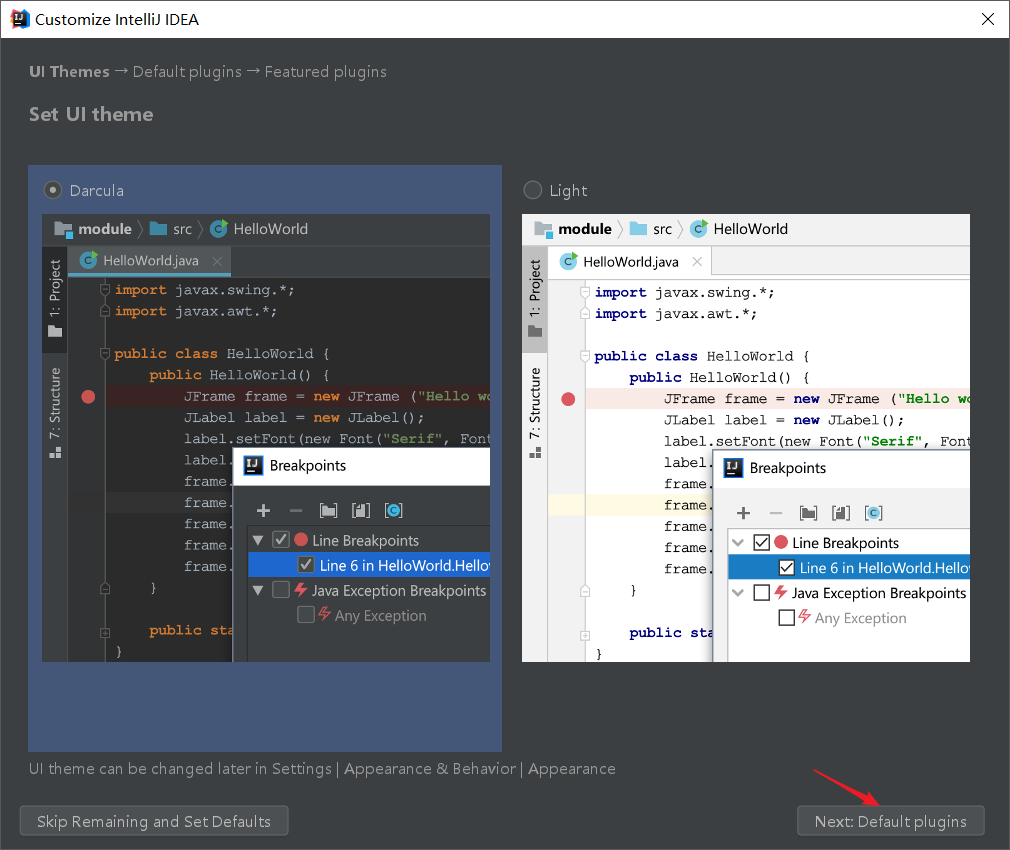 Customize IntelliJ IDEA
UI Themes → Default plugins → Featured plugins
Set UI theme
Darcula
module src HelloWorld
HelloWorld.java
1: Project
7: Structure
import javax.swing.*;
import javax.awt.*;
public class HelloWorld {
public HelloWorld() {
JFrame frame = new JFrame ("Hello wo
JLabel label = new JLabel();
label.setFont(new Font("Serif", Font
label.
frame.
frame.
frame.
frame.
frame.
}
public sta
}
Breakpoints
Line Breakpoints
Line 6 in HelloWorld.Hellov
Java Exception Breakpoints
Any Exception
Light
module src HelloWorld
HelloWorld.java
1: Project
7: Structure
import javax.swing.*;
import javax.awt.*;
public class HelloWorld {
public HelloWorld() {
JFrame frame = new JFrame ("Hello wo
JLabel label = new JLabel();
label.setFont(new Font("Serif", Font
label.
frame.
frame.
frame.
frame.
frame.
}
public sta
}
Breakpoints
Line Breakpoints
Line 6 in HelloWorld.Hellov
Java Exception Breakpoints
Any Exception
UI theme can be changed later in Settings | Appearance & Behavior | Appearance
Skip Remaining and Set Defaults
Next: Default plugins